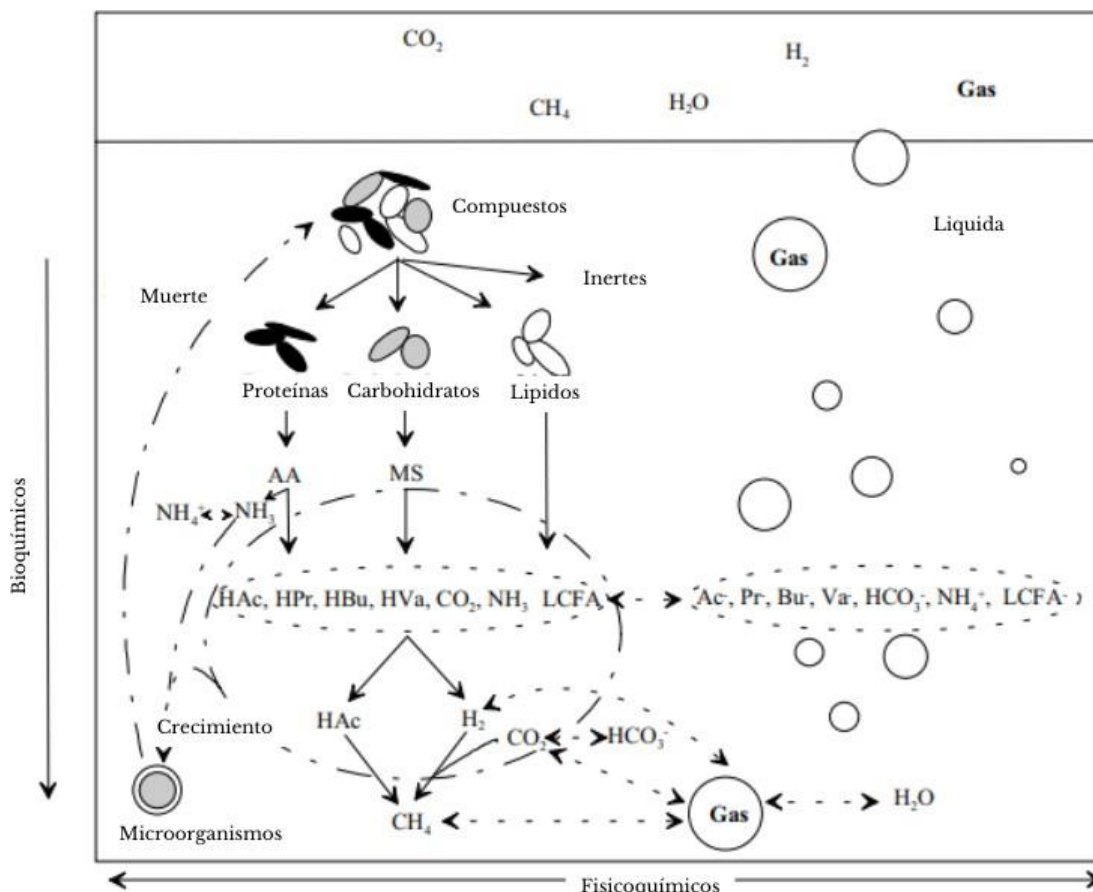 CO₂
H₂
Gas
CH₄
H₂O
Compuestos
Liquida
Gas
Inertes
Muerte
Proteínas Carbohidratos Lipidos
AA
MS
NH₄⁺
NH₃
HAc, HPr, HBu, HVa, CO₂, NH₃ LCFA
Ac⁻, Pr⁻, Bu⁻, Va⁻, HCO₃⁻, NH₄⁺, LCFA⁻
Crecimiento
HAc
H₂
CO₂
HCO₃⁻
Gas
H₂O
CH₄
Microorganismos
Bioquímicos
Fisicoquímicos